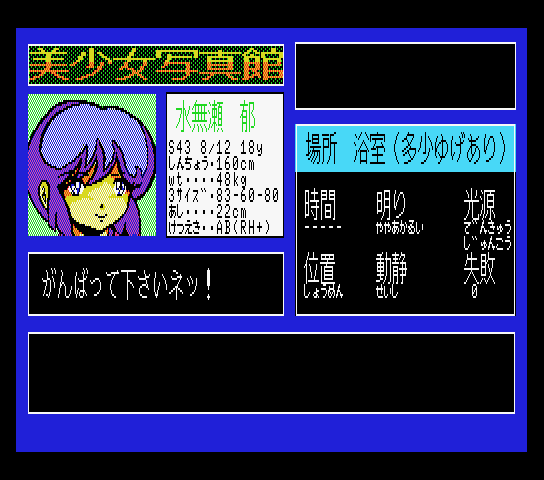 美少女写真館
水無瀬 郁
S43 8/12 18y
しんちょう・160cm
wt・・・・48kg
3サイズ・・83-60-80
あし・・・・22cm
けつえき・・AB(RH+)
がんばって下さいネッ!
場所 浴室(多少ゆげあり)
時間 明り 光源
----- ややあかるい でんきゅう
じゅんこう
位置 動静 失敗
しょうめん せいし 0